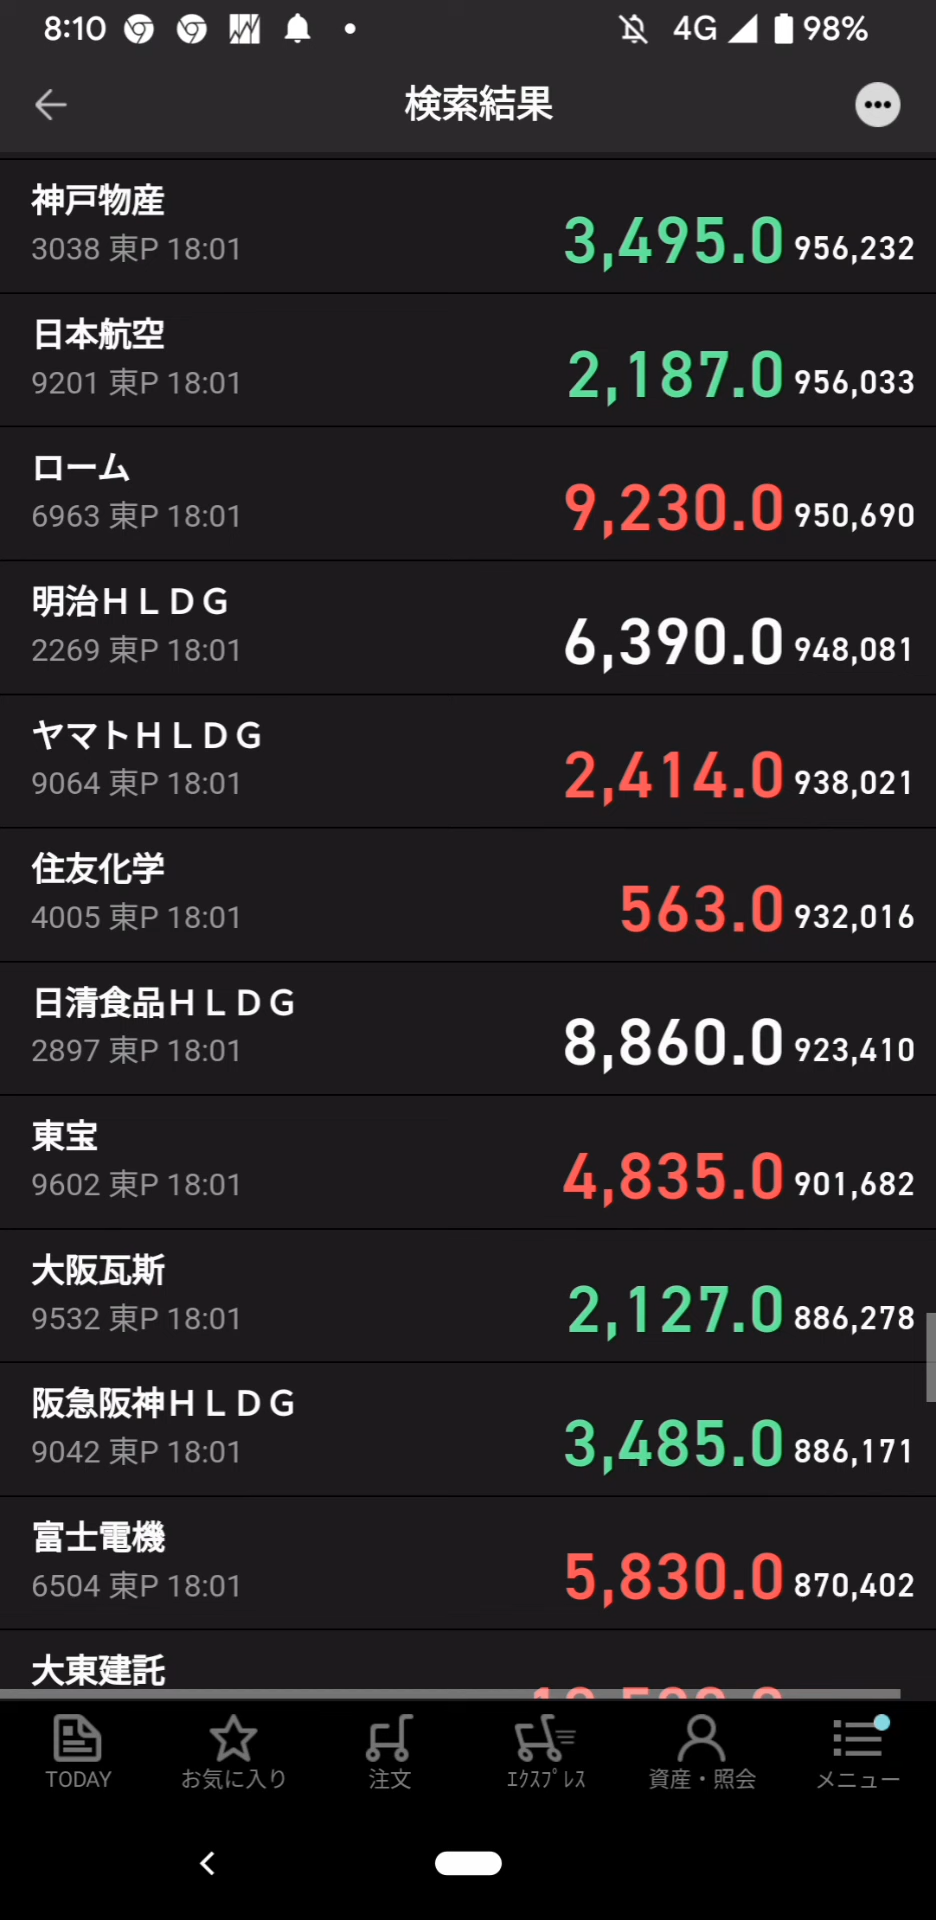 8:10 4G 98%
検索結果
神戸物産
3038 東P 18:01
3,495.0 956,232
日本航空
9201 東P 18:01
2,187.0 956,033
ローム
6963 東P 18:01
9,230.0 950,690
明治ＨＬＤＧ
2269 東P 18:01
6,390.0 948,081
ヤマトＨＬＤＧ
9064 東P 18:01
2,414.0 938,021
住友化学
4005 東P 18:01
563.0 932,016
日清食品ＨＬＤＧ
2897 東P 18:01
8,860.0 923,410
東宝
9602 東P 18:01
4,835.0 901,682
大阪瓦斯
9532 東P 18:01
2,127.0 886,278
阪急阪神ＨＬＤＧ
9042 東P 18:01
3,485.0 886,171
富士電機
6504 東P 18:01
5,830.0 870,402
大東建託
TODAY お気に入り 注文 ｴｸｽﾌﾟﾚｽ 資産・照会 メニュー